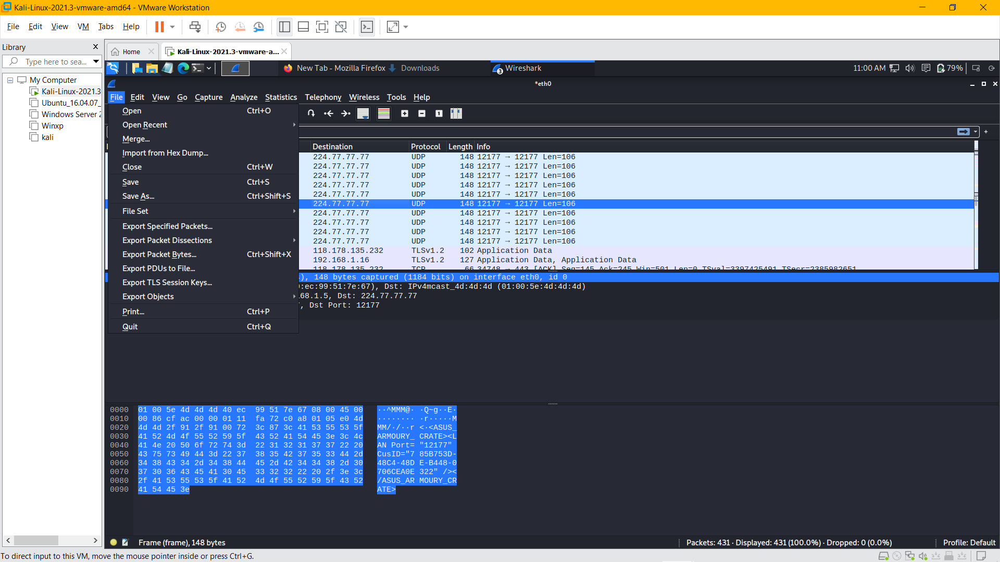 Kali-Linux-2021.3-vmware-amd64 - VMware Workstation
File Edit View VM Tabs Help
Library
Type here to sea...
My Computer
Kali-Linux-2021.3
Ubuntu_16.04.07_
Windows Server 2
Winxp
kali
Home Kali-Linux-2021.3-vmware-a...
New Tab - Mozilla Firefox Downloads 3 Wireshark 11:00 AM 79%
*eth0
File Edit View Go Capture Analyze Statistics Telephony Wireless Tools Help
Open Ctrl+O
Open Recent
Merge...
Import from Hex Dump...
Close Ctrl+W
Save Ctrl+S
Save As... Ctrl+Shift+S
File Set
Export Specified Packets...
Export Packet Dissections
Export Packet Bytes... Ctrl+Shift+X
Export PDUs to File...
Export TLS Session Keys...
Export Objects
Print... Ctrl+P
Quit Ctrl+Q
Destination Protocol Length Info
224.77.77.77 UDP 148 12177 → 12177 Len=106
224.77.77.77 UDP 148 12177 → 12177 Len=106
224.77.77.77 UDP 148 12177 → 12177 Len=106
224.77.77.77 UDP 148 12177 → 12177 Len=106
224.77.77.77 UDP 148 12177 → 12177 Len=106
224.77.77.77 UDP 148 12177 → 12177 Len=106
224.77.77.77 UDP 148 12177 → 12177 Len=106
224.77.77.77 UDP 148 12177 → 12177 Len=106
224.77.77.77 UDP 148 12177 → 12177 Len=106
224.77.77.77 UDP 148 12177 → 12177 Len=106
118.178.135.232 TLSv1.2 102 Application Data
192.168.1.16 TLSv1.2 127 Application Data, Application Data
118.178.135.232 TCP 66 34748 → 443 [ACK] Seq=145 Ack=245 Win=501 Len=0 TSval=3397425491 TSecr=2385982651
), 148 bytes captured (1184 bits) on interface eth0, id 0
:ec:99:51:7e:67), Dst: IPv4mcast_4d:4d:4d (01:00:5e:4d:4d:4d)
68.1.5, Dst: 224.77.77.77
, Dst Port: 12177
0000 01 00 5e 4d 4d 4d 40 ec 99 51 7e 67 08 00 45 00 ··^MMM@· ·Q~g··E·
0010 00 86 cf ac 00 00 01 11 fa 72 c0 a8 01 05 e0 4d ········ ·r·····M
0020 4d 4d 2f 91 2f 91 00 72 3c 87 3c 41 53 55 53 5f MM/·/··r <·<ASUS_
0030 41 52 4d 4f 55 52 59 5f 43 52 41 54 45 3e 3c 4c ARMOURY_ CRATE><L
0040 41 4e 20 50 6f 72 74 3d 22 31 32 31 37 37 22 20 AN Port= "12177"
0050 43 75 73 49 44 3d 22 37 38 35 42 37 35 33 44 2d CusID="7 85B753D-
0060 34 38 43 34 2d 34 38 44 45 2d 42 34 34 38 2d 30 48C4-48D E-B448-0
0070 37 30 36 43 45 41 30 45 33 32 32 22 20 2f 3e 3c 706CEA0E 322" /><
0080 2f 41 53 55 53 5f 41 52 4d 4f 55 52 59 5f 43 52 /ASUS_AR MOURY_CR
0090 41 54 45 3e ATE>
Frame (frame), 148 bytes Packets: 431 · Displayed: 431 (100.0%) · Dropped: 0 (0.0%) Profile: Default
To direct input to this VM, move the mouse pointer inside or press Ctrl+G.